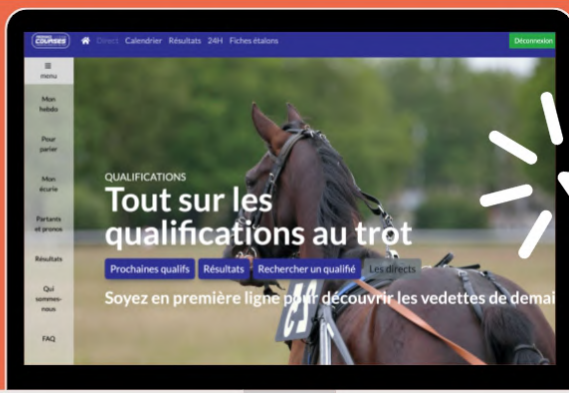 COURSES
Direct Calendrier Résultats 24H Fiches étalons
Déconnexion
menu
Mon
hebdo
Pour
parier
Mon
écurie
Partants
et pronos
Résultats
Qui
sommes-
nous
FAQ
QUALIFICATIONS
Tout sur les
qualifications au trot
Prochaines qualifs Résultats Rechercher un qualifié Les directs
Soyez en première ligne pour découvrir les vedettes de demai